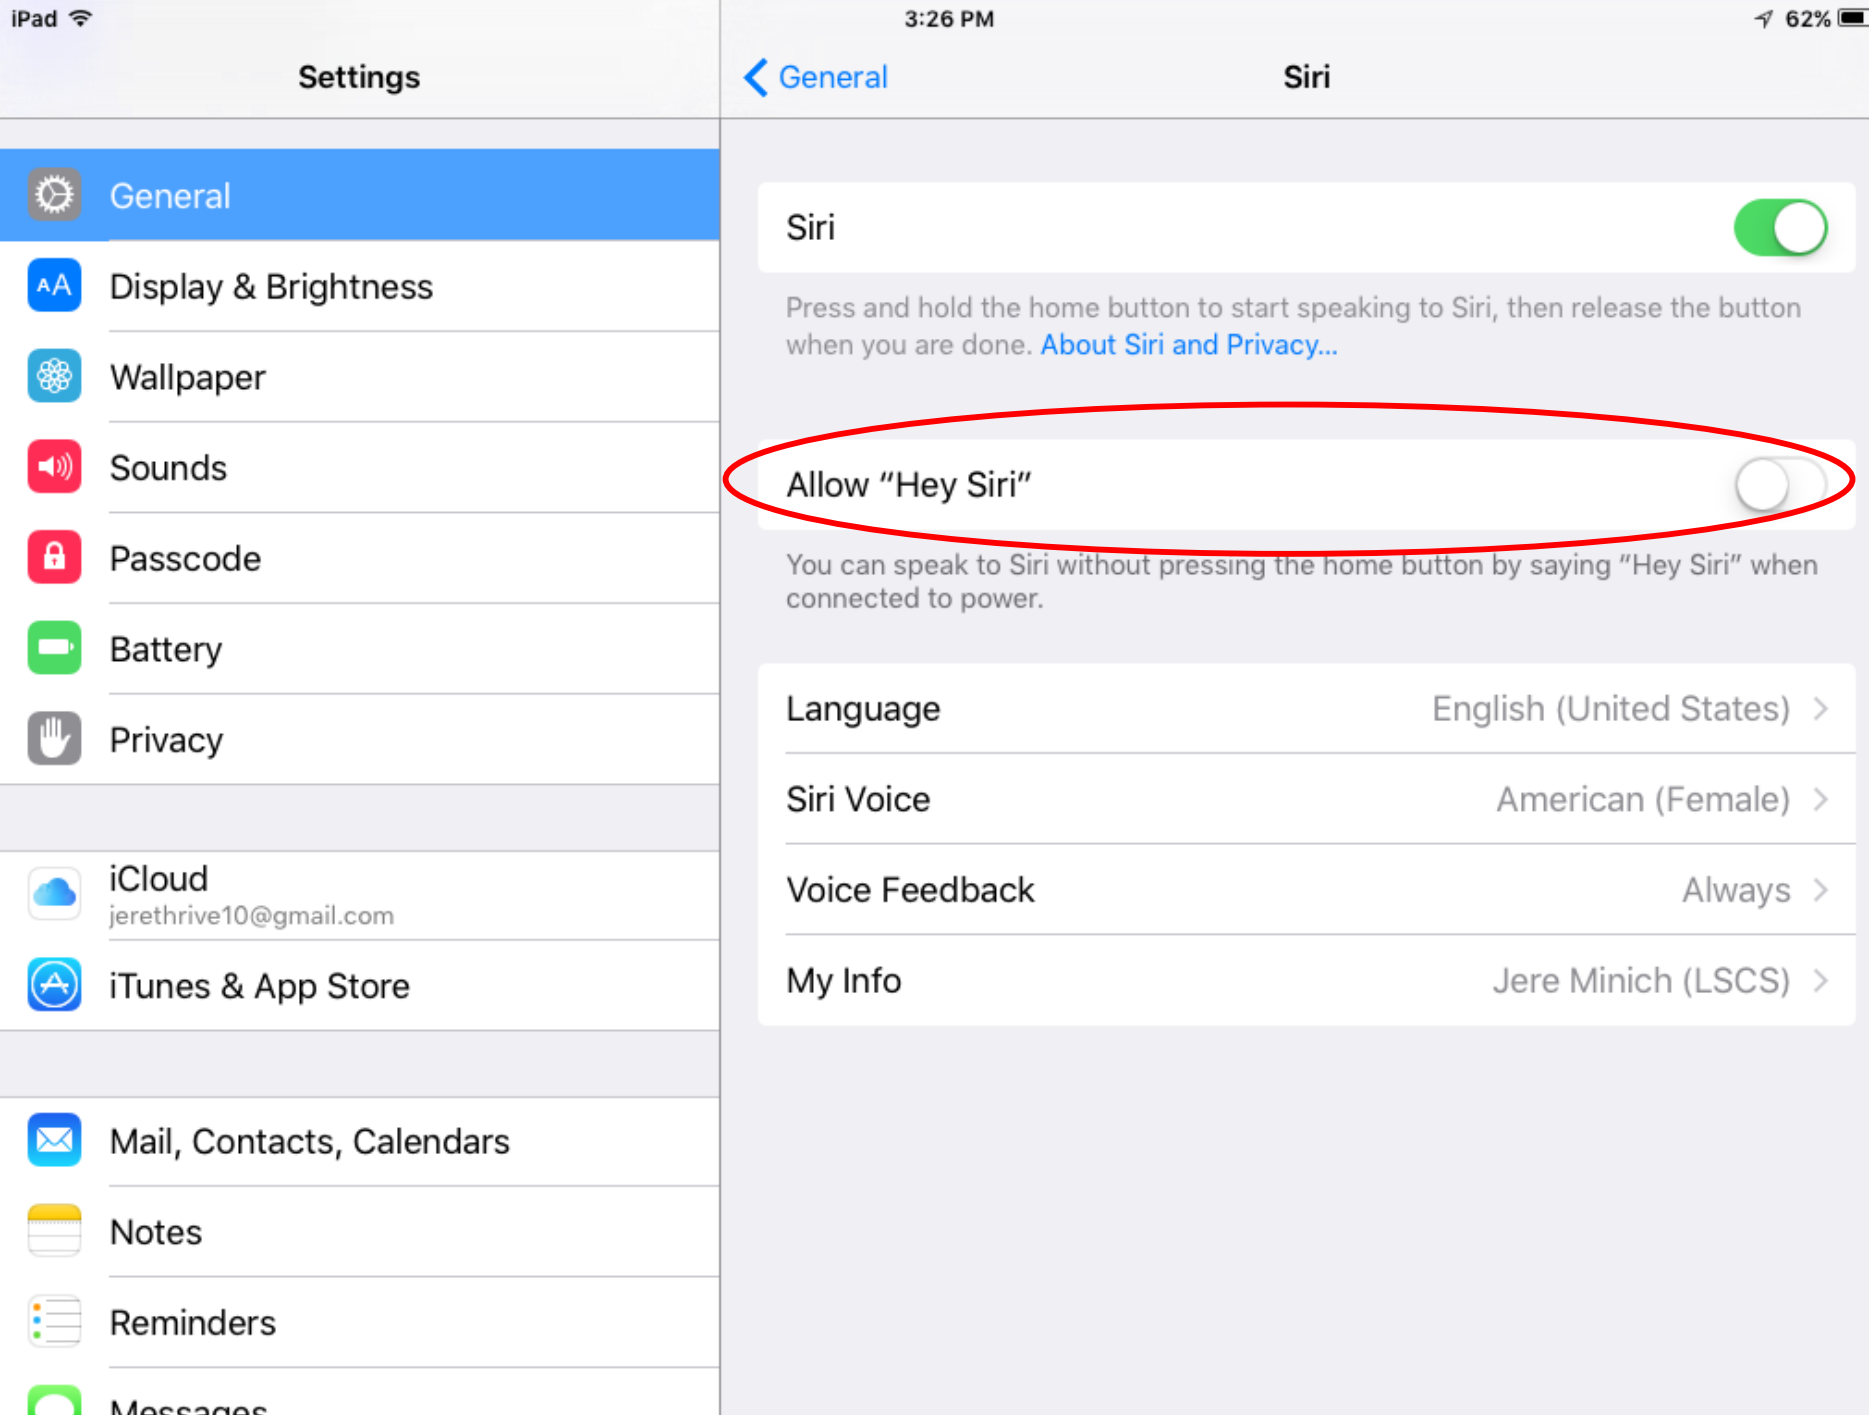 iPad
3:26 PM
62%
Settings
General
Siri
General
Display & Brightness
Wallpaper
Sounds
Passcode
Battery
Privacy
iCloud
jerethrive10@gmail.com
iTunes & App Store
Mail, Contacts, Calendars
Notes
Reminders
Messages
Siri
Press and hold the home button to start speaking to Siri, then release the button
when you are done. About Siri and Privacy...
Allow “Hey Siri”
You can speak to Siri without pressing the home button by saying “Hey Siri” when
connected to power.
Language English (United States)
Siri Voice American (Female)
Voice Feedback Always
My Info Jere Minich (LSCS)